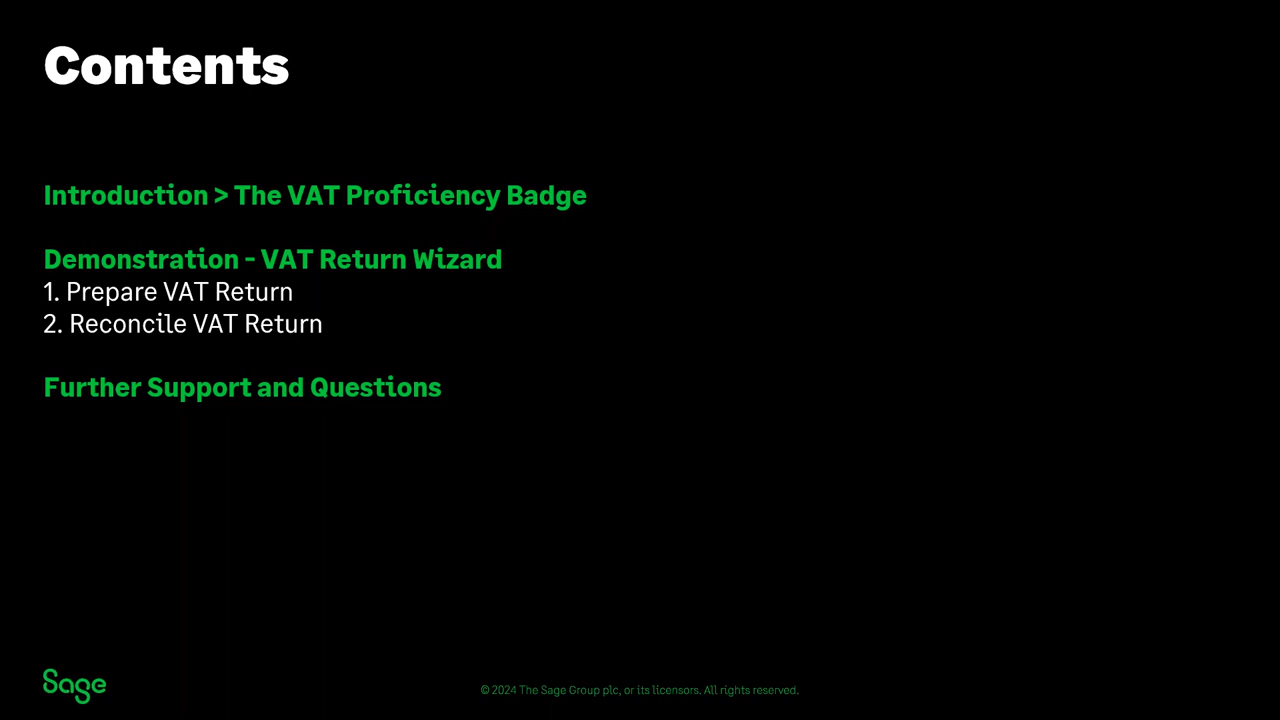 Contents
Introduction > The VAT Proficiency Badge
Demonstration - VAT Return Wizard
1. Prepare VAT Return
2. Reconcile VAT Return
Further Support and Questions
Sage
© 2024 The Sage Group plc, or its licensors. All rights reserved.